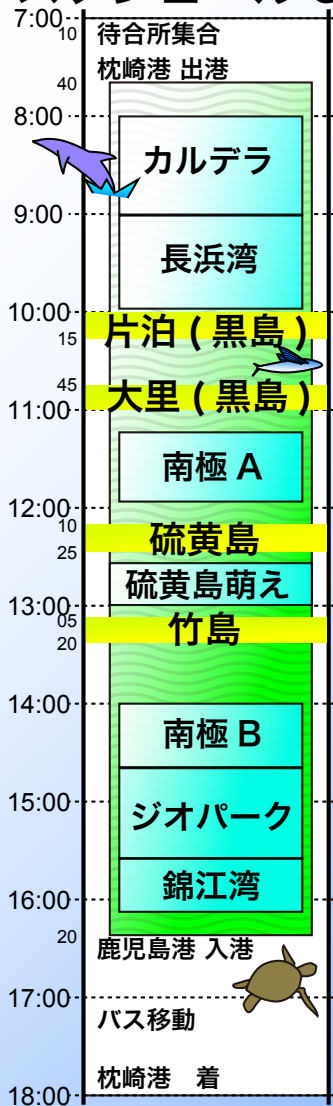 7:00
10
待合所集合
枕崎港 出港
40
8:00
カルデラ
9:00
長浜湾
10:00
片泊 ( 黒島 )
15
45
大里 ( 黒島 )
11:00
南極 A
12:00
10
硫黄島
25
硫黄島萌え
13:00
05
竹島
20
14:00
南極 B
15:00
ジオパーク
錦江湾
16:00
20
鹿児島港 入港
17:00
バス移動
枕崎港 着
18:00